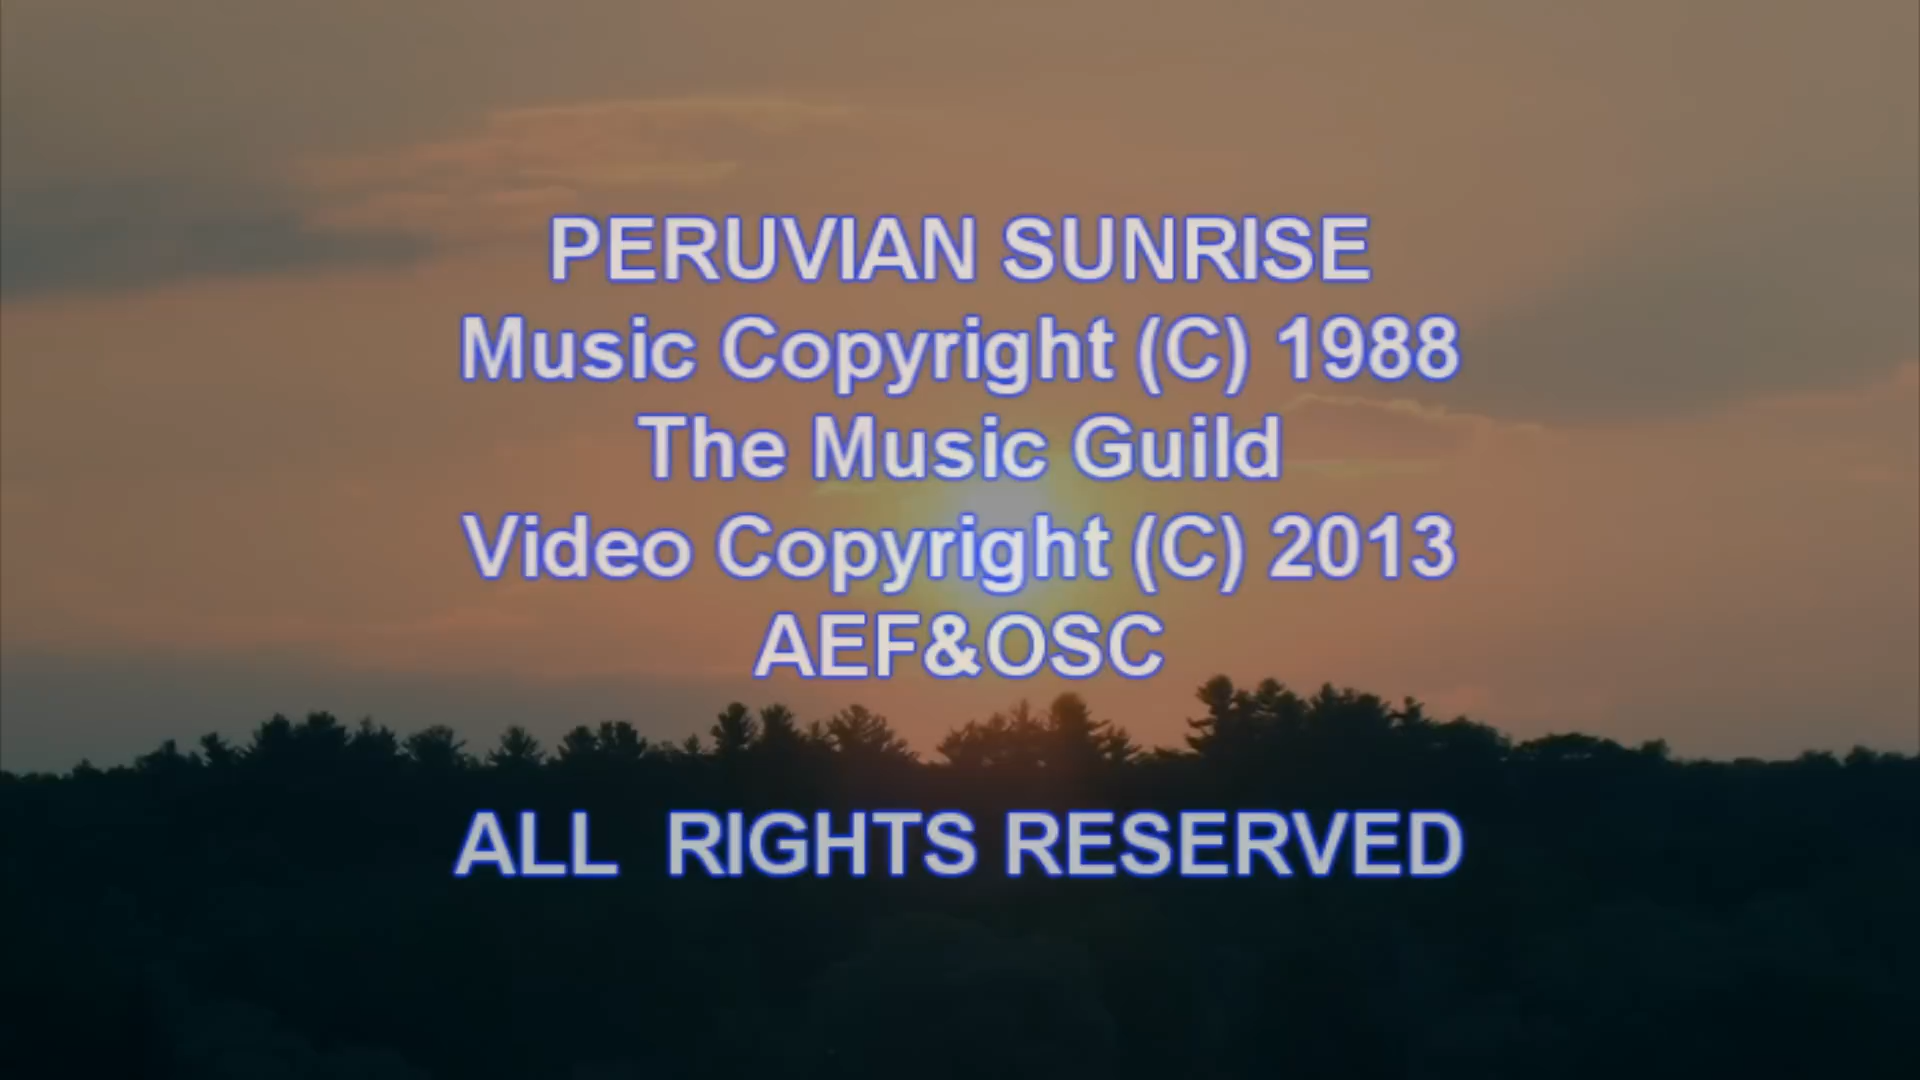 PERUVIAN SUNRISE
Music Copyright (C) 1988
The Music Guild
Video Copyright (C) 2013
AEF&OSC
ALL  RIGHTS RESERVED